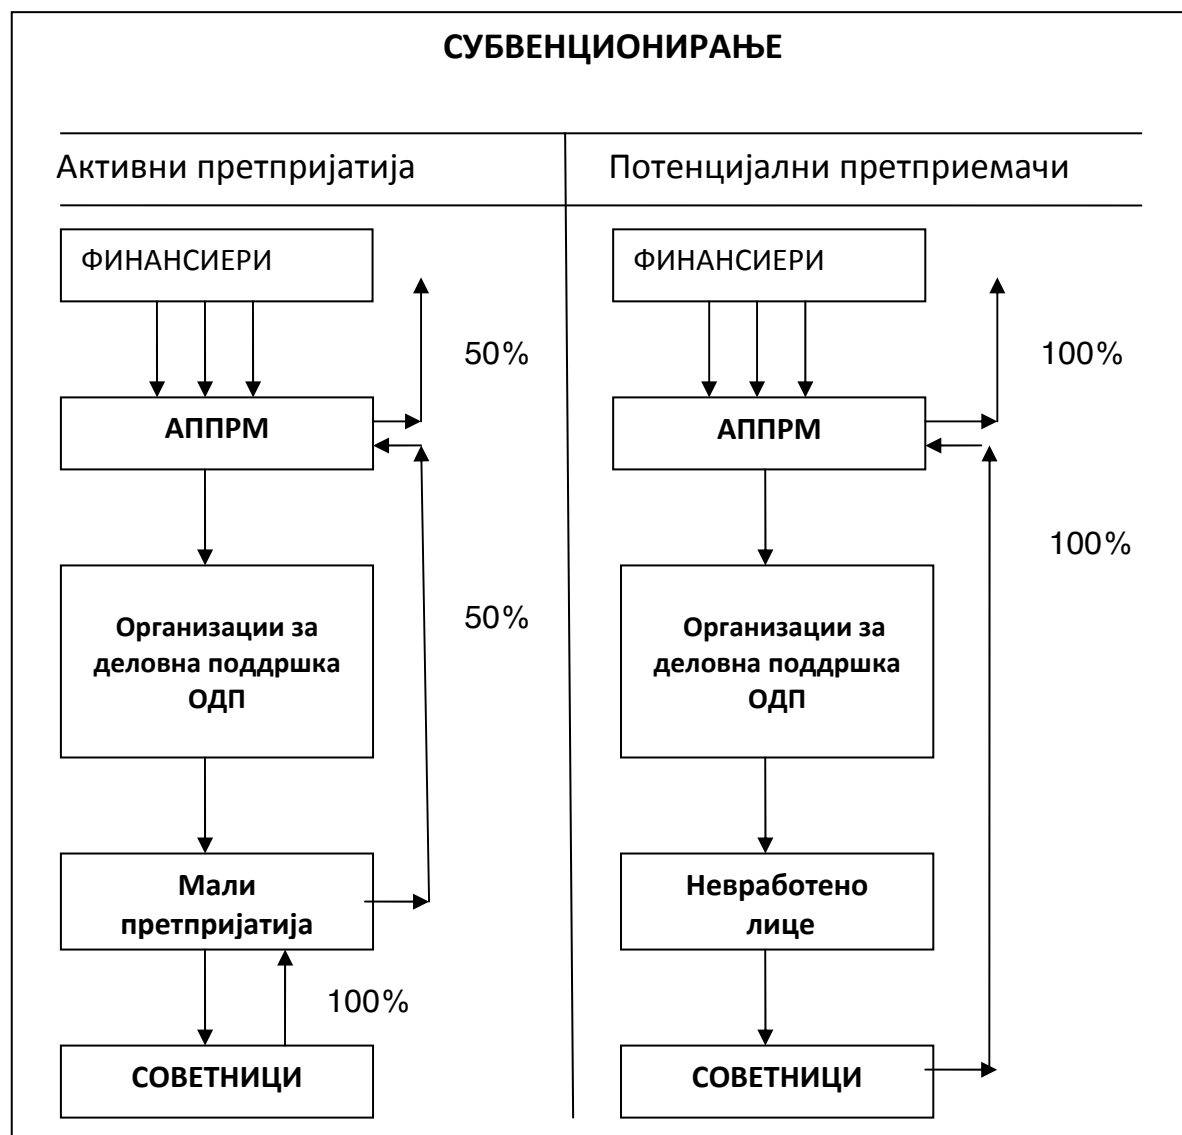 СУБВЕНЦИОНИРАЊЕ
Активни претпријатија
ФИНАНСИЕРИ
50%
АППРМ
Организации за
деловна поддршка
ОДП
50%
Мали
претпријатија
100%
СОВЕТНИЦИ
Потенцијални претприемачи
ФИНАНСИЕРИ
100%
АППРМ
100%
Организации за
деловна поддршка
ОДП
Невработено
лице
СОВЕТНИЦИ